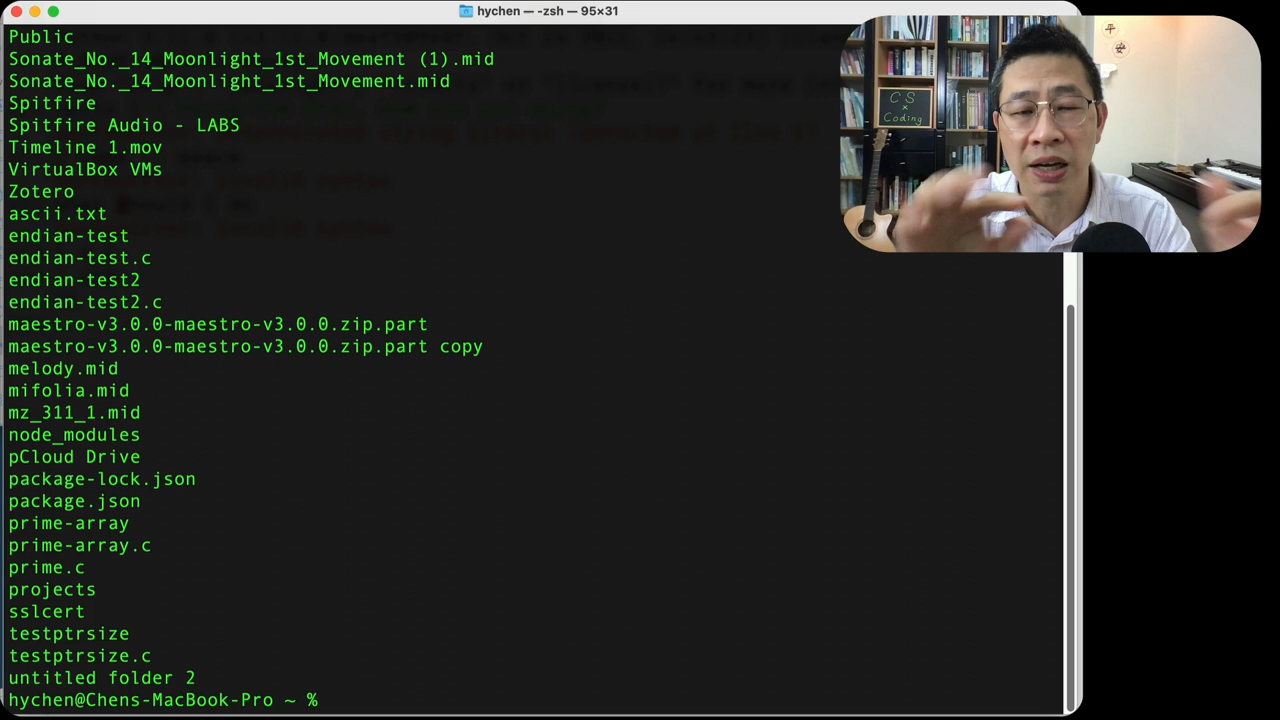 hychen — -zsh — 95×31
Public
Sonate_No._14_Moonlight_1st_Movement (1).mid
Sonate_No._14_Moonlight_1st_Movement.mid
Spitfire
Spitfire Audio - LABS
Timeline 1.mov
VirtualBox VMs
Zotero
ascii.txt
endian-test
endian-test.c
endian-test2
endian-test2.c
maestro-v3.0.0-maestro-v3.0.0.zip.part
maestro-v3.0.0-maestro-v3.0.0.zip.part copy
melody.mid
mifolia.mid
mz_311_1.mid
node_modules
pCloud Drive
package-lock.json
package.json
prime-array
prime-array.c
prime.c
projects
sslcert
testptrsize
testptrsize.c
untitled folder 2
hychen@Chens-MacBook-Pro ~ %
平
安
CS
×
Coding